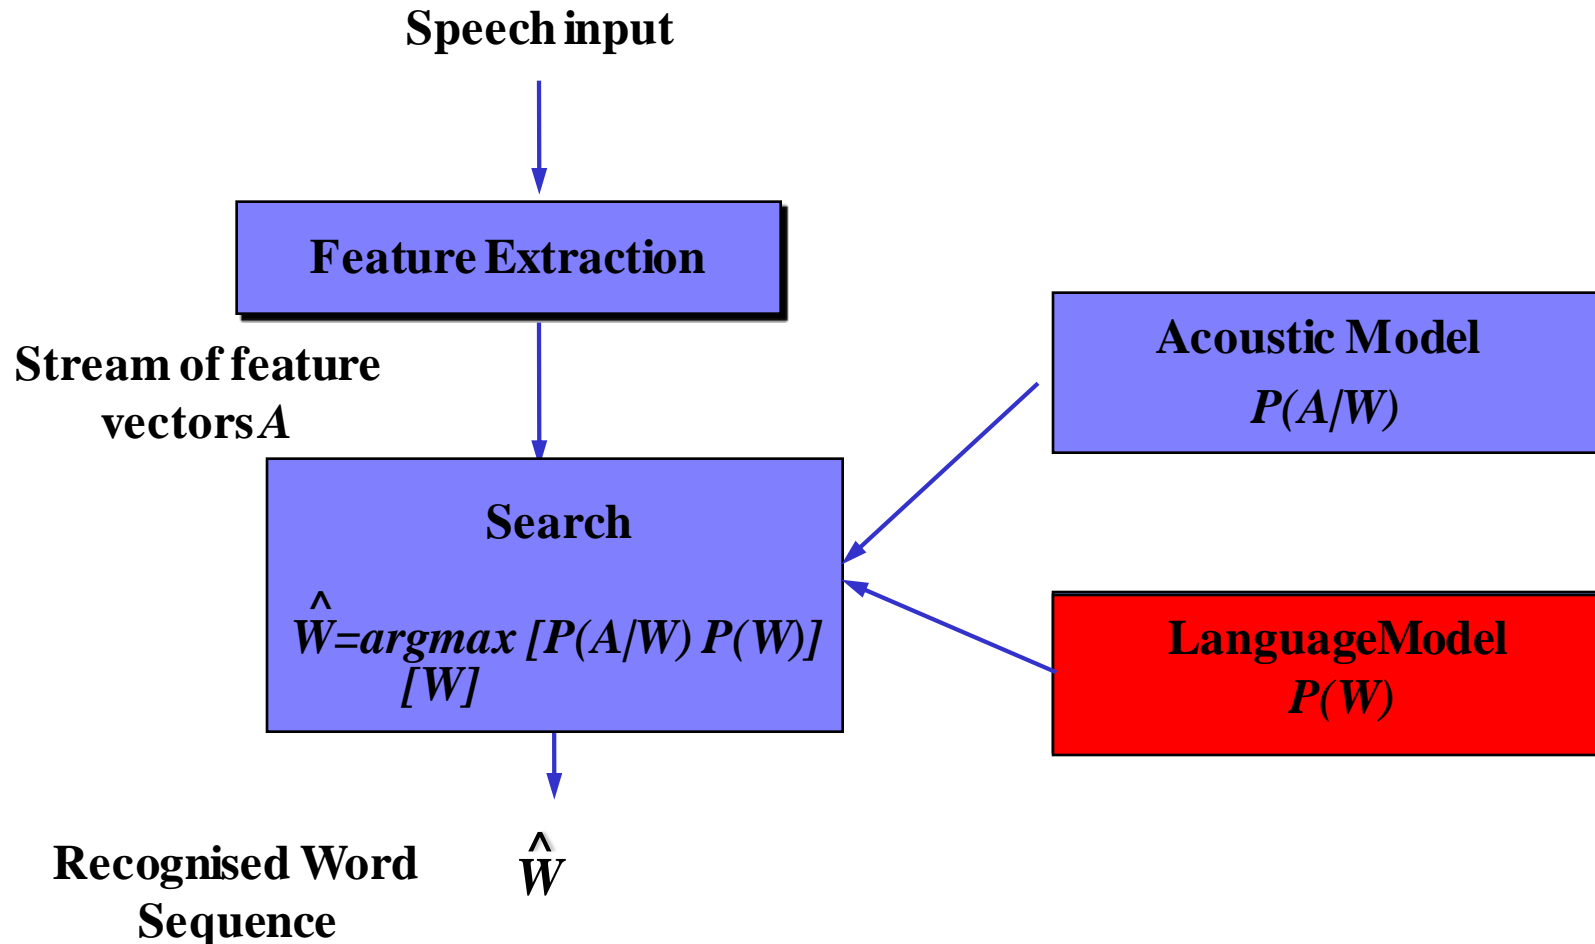 Speech input
Feature Extraction
Stream of feature
vectors A
Acoustic Model
P(A/W)
Search
Ŵ=argmax [P(A/W) P(W)]
[W]
LanguageModel
P(W)
Recognised Word
Sequence
Ŵ